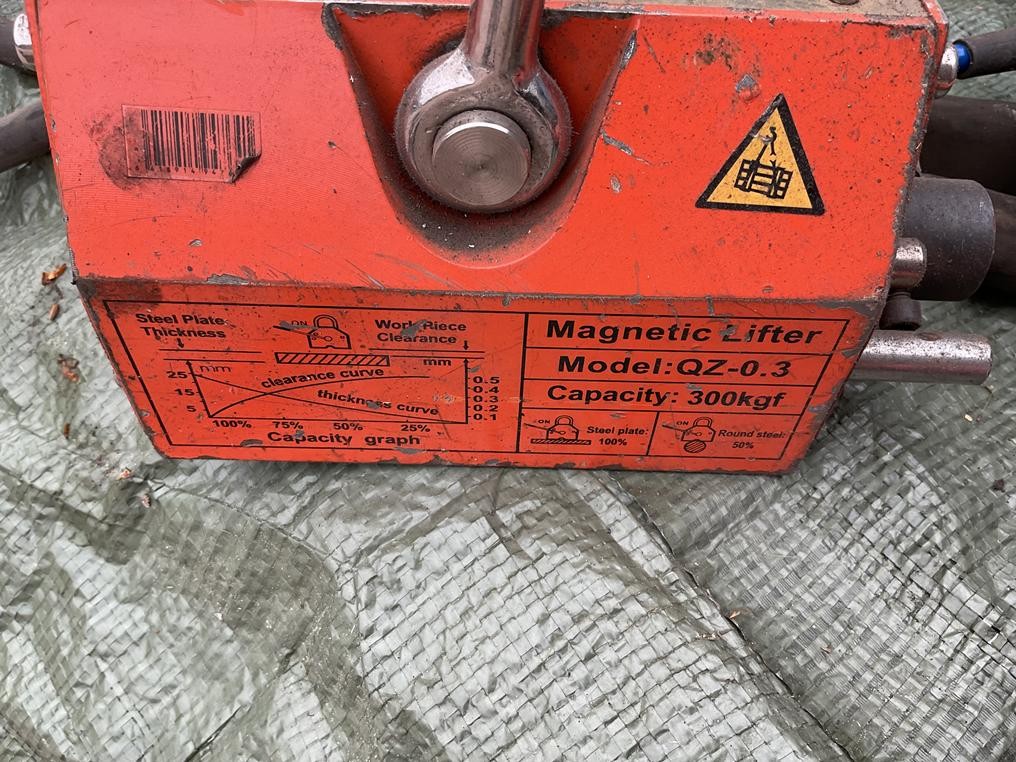 Steel Plate
Thickness
ON
Work Piece
Clearance
mm
mm
25
15
5
clearance curve
thickness curve
0.5
0.4
0.3
0.2
0.1
100% 75% 50% 25%
Capacity graph
Magnetic Lifter
Model:QZ-0.3
Capacity: 300kgf
ON
Steel plate:
100%
ON
Round steel:
50%